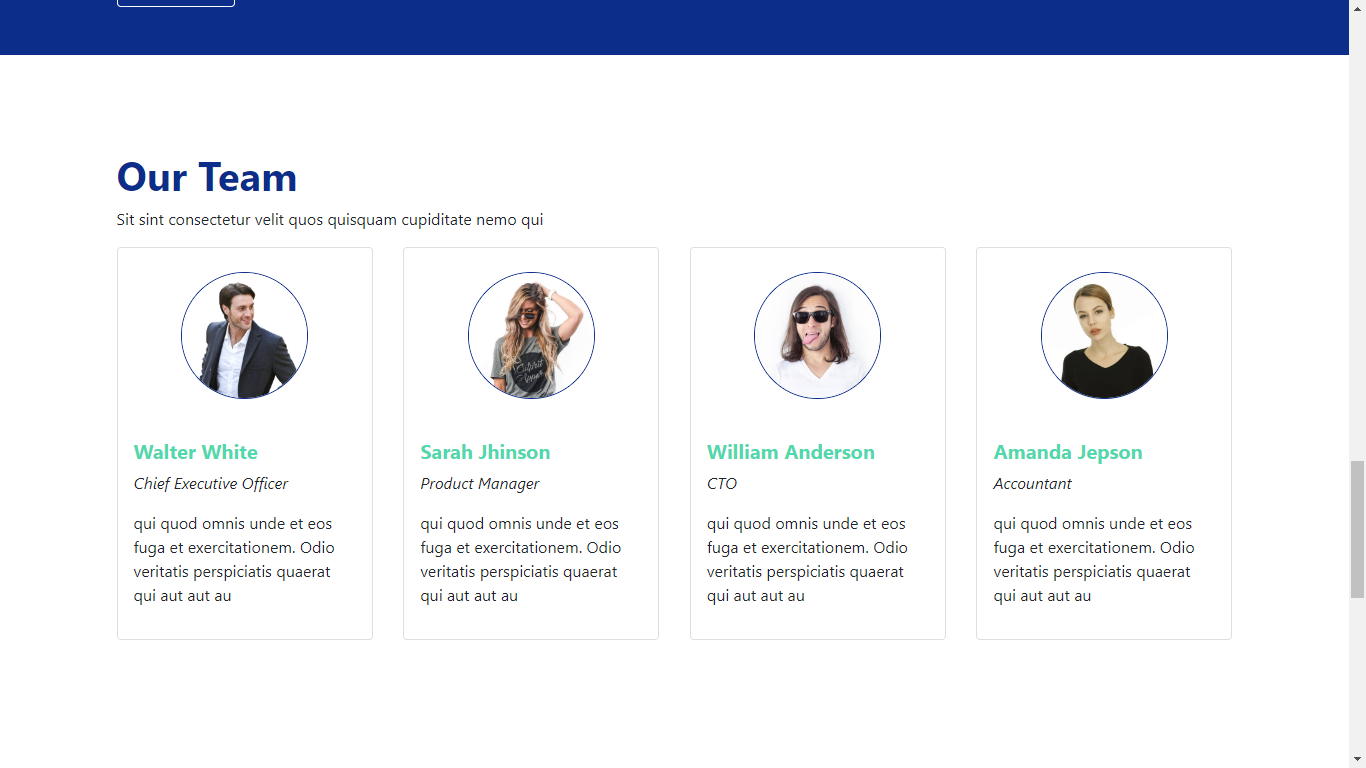 Our Team
Sit sint consectetur velit quos quisquam cupiditate nemo qui
Walter White
Chief Executive Officer
qui quod omnis unde et eos
fuga et exercitationem. Odio
veritatis perspiciatis quaerat
qui aut aut au
Sarah Jhinson
Product Manager
qui quod omnis unde et eos
fuga et exercitationem. Odio
veritatis perspiciatis quaerat
qui aut aut au
William Anderson
CTO
qui quod omnis unde et eos
fuga et exercitationem. Odio
veritatis perspiciatis quaerat
qui aut aut au
Amanda Jepson
Accountant
qui quod omnis unde et eos
fuga et exercitationem. Odio
veritatis perspiciatis quaerat
qui aut aut au